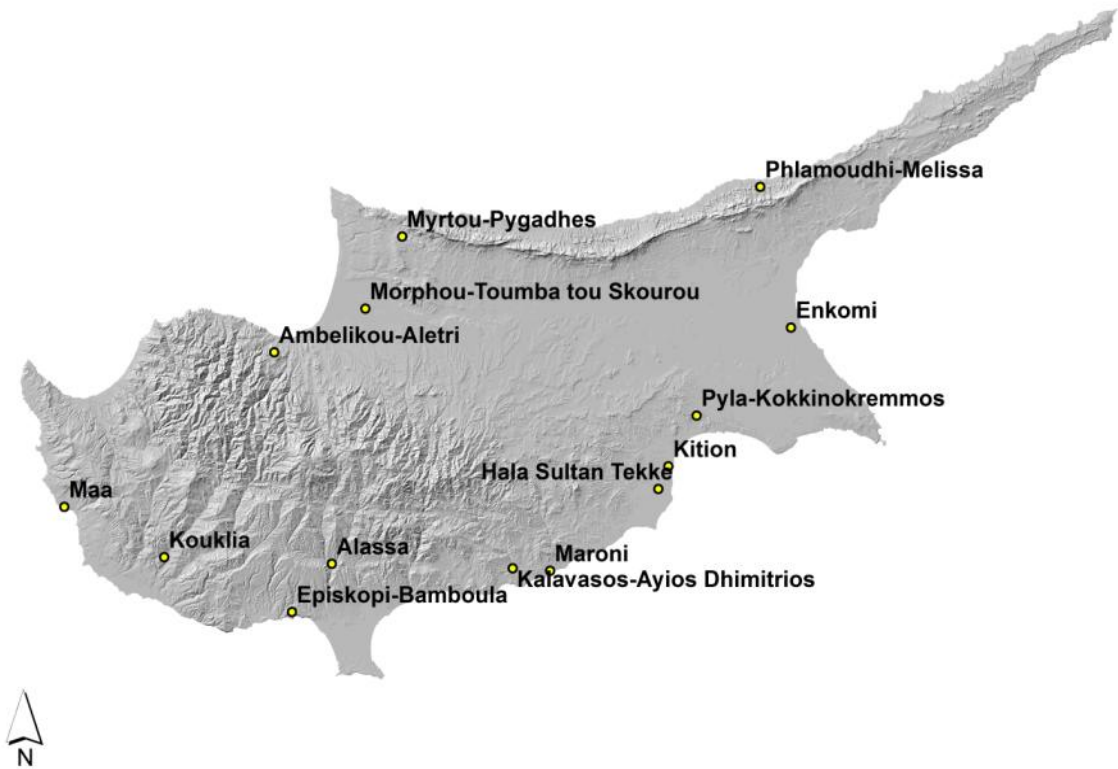 Phlamoudhi-Melissa
Myrtou-Pygadhes
Morphou-Toumba tou Skourou
Enkomi
Ambelikou-Aletri
Pyla-Kokkinokremmos
Kition
Hala Sultan Tekke
Maa
Kouklia
Alassa
Maroni
Kalavasos-Ayios Dhimitrios
Episkopi-Bamboula
N